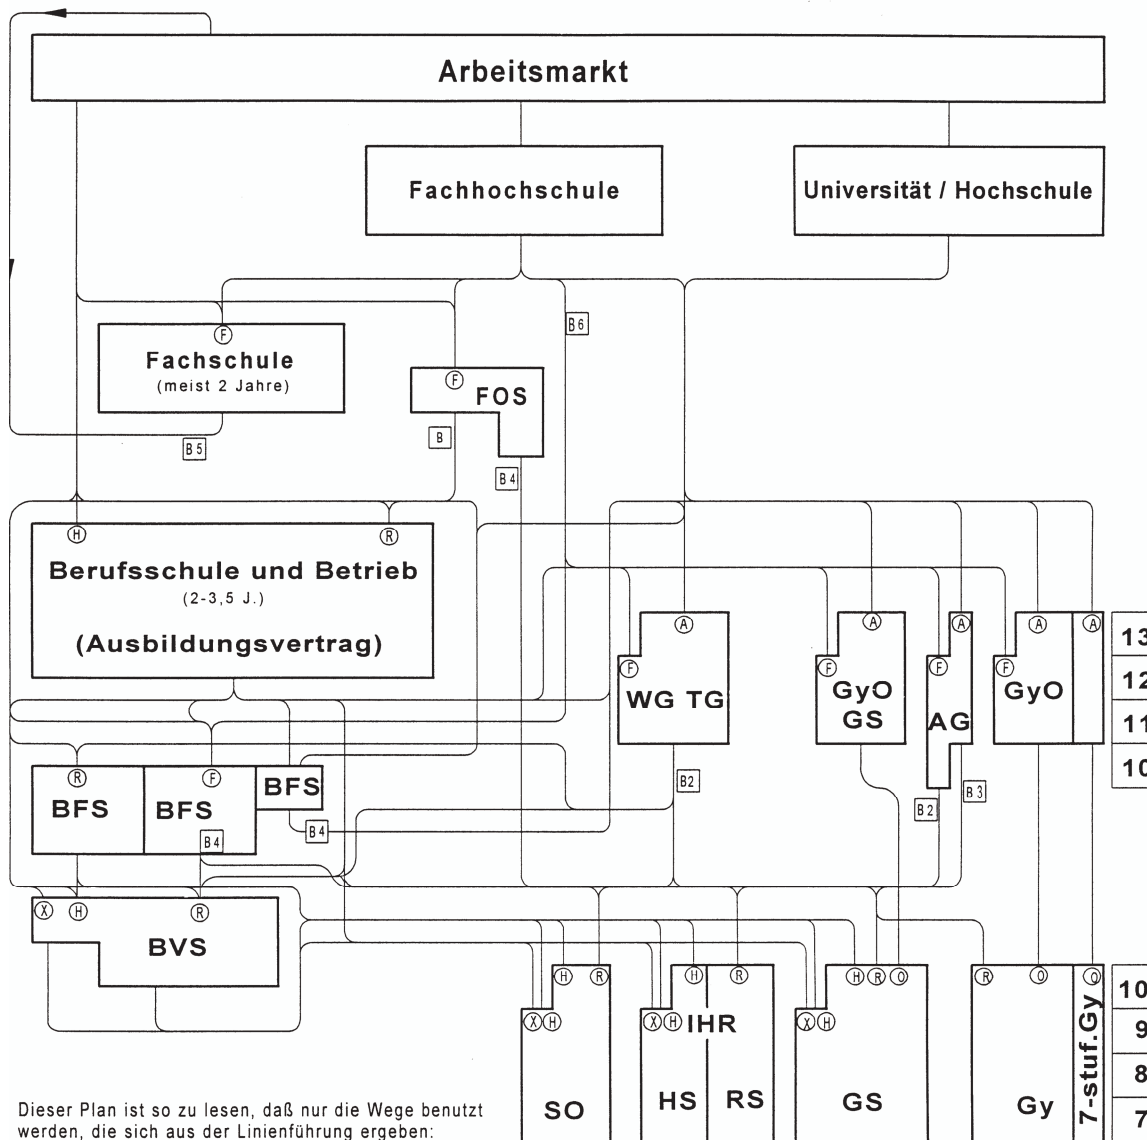 Arbeitsmarkt
Fachhochschule
Universität / Hochschule
B6
F
Fachschule
(meist 2 Jahre)
F
FOS
B5
B
B4
H
R
Berufsschule und Betrieb
(2-3,5 J.)
(Ausbildungsvertrag)
A
A
A
A
A
13
F
F
F
F
WG TG
GyO
GS
AG
GyO
12
11
10
R
F
BFS
BFS
BFS
B4
B4
B2
B2
B3
X
H
R
BVS
H
R
H
R
H
R
O
R
O
O
10
X
H
X
H
IHR
X
H
9
8
7
SO
HS
RS
GS
Gy
7-stuf.Gy
Dieser Plan ist so zu lesen, daß nur die Wege benutzt
werden, die sich aus der Linienführung ergeben: